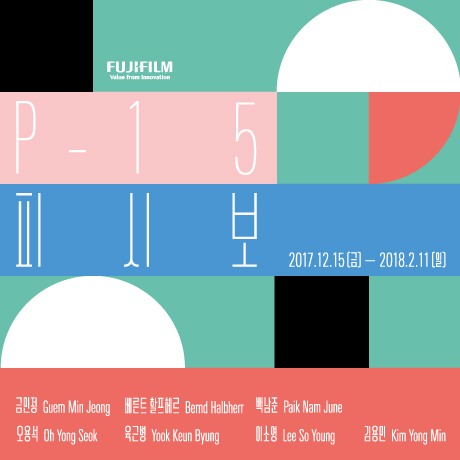 FUJIFILM
Value from Innovation
P-15
피시보
2017.12.15(금) — 2018.2.11(일)
금민정 Guem Min Jeong 베른트 할프헤르 Bernd Halbherr 백남준 Paik Nam June
오용석 Oh Yong Seok 육근병 Yook Keun Byung 이소영 Lee So Young 김용민 Kim Yong Min